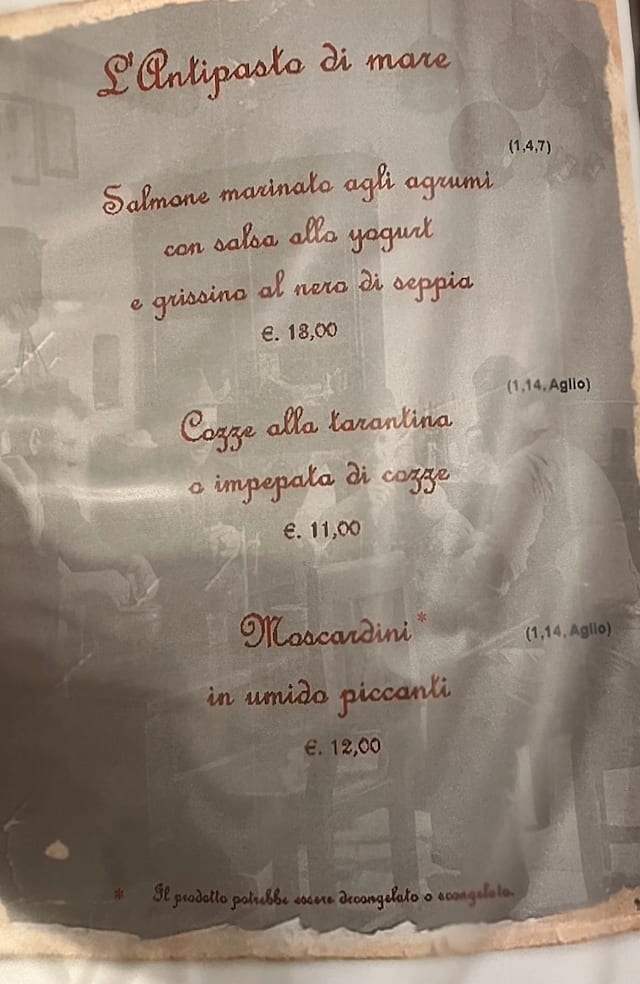 L'Antipasto di mare
(1,4,7)
Salmone marinato agli agrumi
con salsa allo yogurt
e grissino al nero di seppia
€. 18,00
(1,14, Aglio)
Cozze alla tarantina
o impepata di cozze
€. 11,00
Moscardini* (1,14, Aglio)
in umido piccanti
€. 12,00
* Il prodotto potrebbe essere decongelato o scongelato.